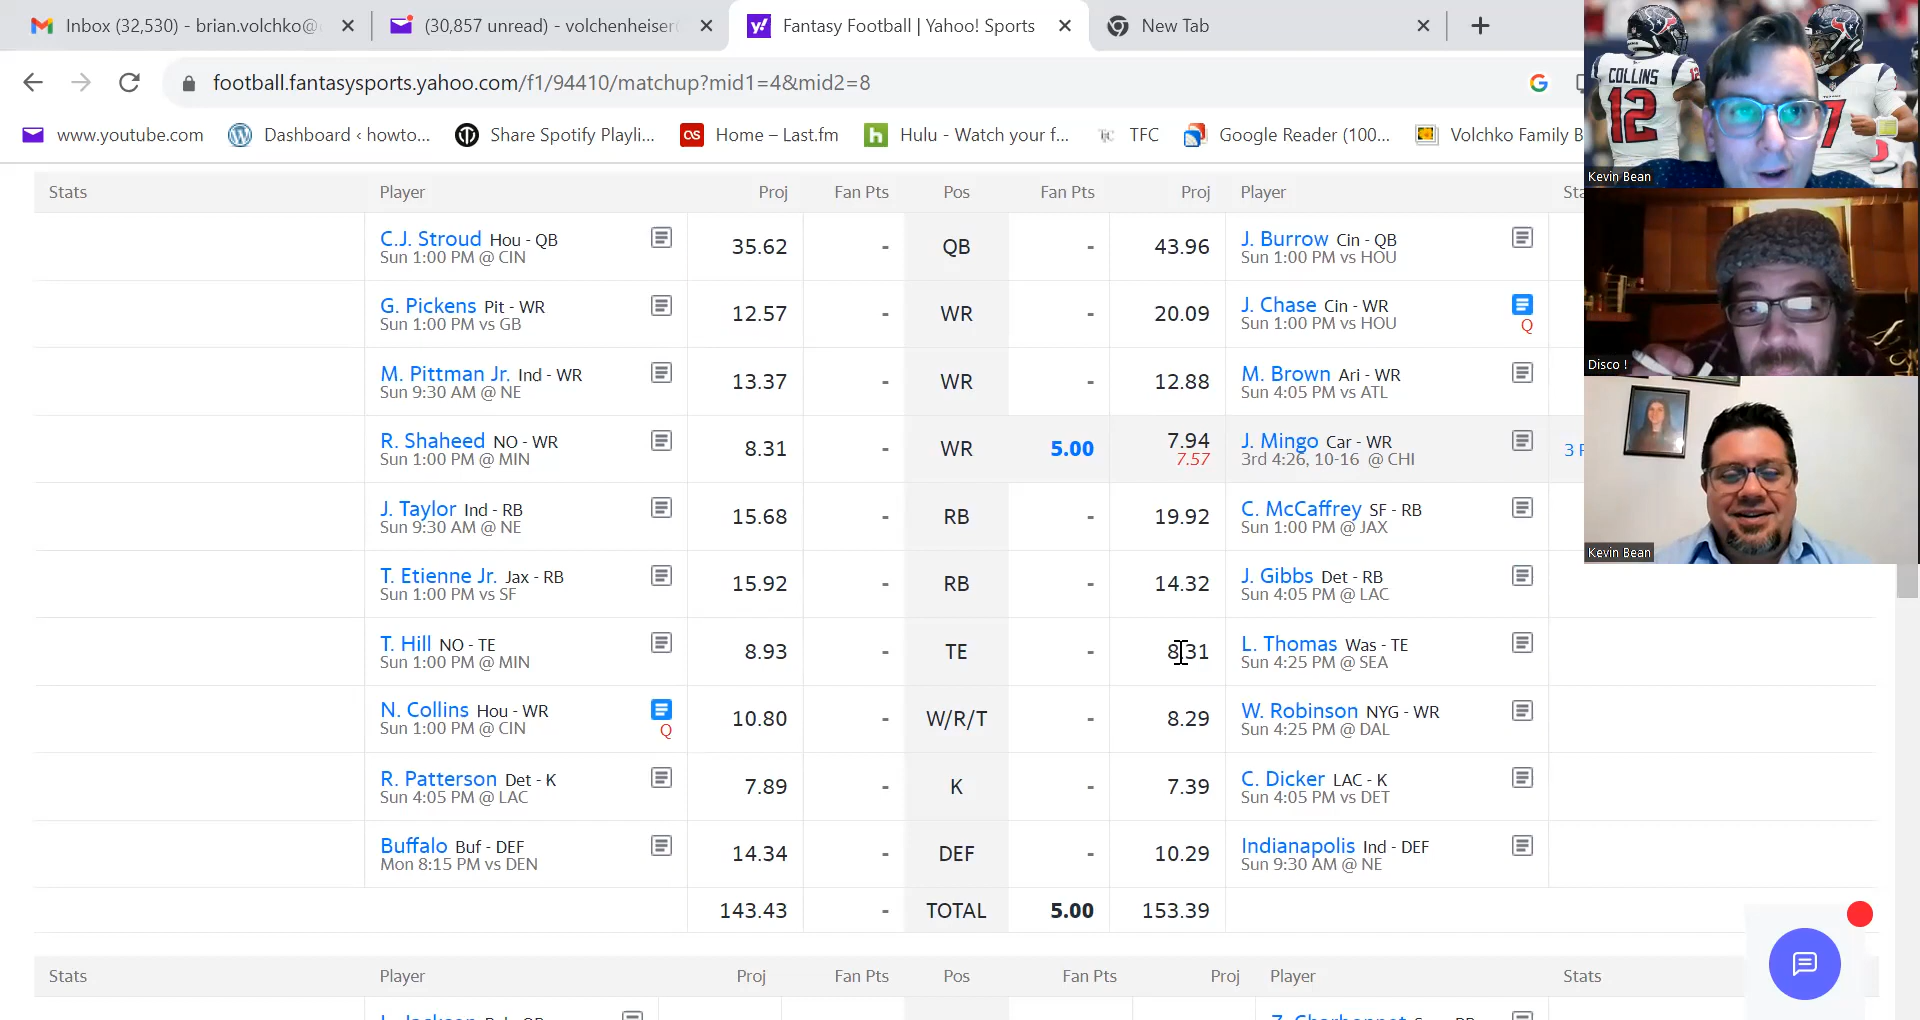 Inbox (32,530) - brian.volchko@
(30,857 unread) - volchenheiser
Fantasy Football | Yahoo! Sports
New Tab
football.fantasysports.yahoo.com/f1/94410/matchup?mid1=4&mid2=8
www.youtube.com
Dashboard ‹ howto...
Share Spotify Playli...
Home – Last.fm
Hulu - Watch your f...
TFC
Google Reader (100...
Volchko Family B
Stats Player Proj Fan Pts Pos Fan Pts Proj Player Sta
C.J. Stroud Hou - QB 35.62 - QB - 43.96 J. Burrow Cin - QB
Sun 1:00 PM @ CIN Sun 1:00 PM vs HOU
G. Pickens Pit - WR 12.57 - WR - 20.09 J. Chase Cin - WR
Sun 1:00 PM vs GB Sun 1:00 PM vs HOU Q
M. Pittman Jr. Ind - WR 13.37 - WR - 12.88 M. Brown Ari - WR
Sun 9:30 AM @ NE Sun 4:05 PM vs ATL
R. Shaheed NO - WR 8.31 - WR 5.00 7.94 J. Mingo Car - WR
Sun 1:00 PM @ MIN 7.57 3rd 4:26, 10-16 @ CHI 3 R
J. Taylor Ind - RB 15.68 - RB - 19.92 C. McCaffrey SF - RB
Sun 9:30 AM @ NE Sun 1:00 PM @ JAX
T. Etienne Jr. Jax - RB 15.92 - RB - 14.32 J. Gibbs Det - RB
Sun 1:00 PM vs SF Sun 4:05 PM @ LAC
T. Hill NO - TE 8.93 - TE - 8.31 L. Thomas Was - TE
Sun 1:00 PM @ MIN Sun 4:25 PM @ SEA
N. Collins Hou - WR 10.80 - W/R/T - 8.29 W. Robinson NYG - WR
Sun 1:00 PM @ CIN Q Sun 4:25 PM @ DAL
R. Patterson Det - K 7.89 - K - 7.39 C. Dicker LAC - K
Sun 4:05 PM @ LAC Sun 4:05 PM vs DET
Buffalo Buf - DEF 14.34 - DEF - 10.29 Indianapolis Ind - DEF
Mon 8:15 PM vs DEN Sun 9:30 AM @ NE
143.43 - TOTAL 5.00 153.39
Stats Player Proj Fan Pts Pos Fan Pts Proj Player Stats
COLLINS
12
7
Kevin Bean
Disco !
Kevin Bean